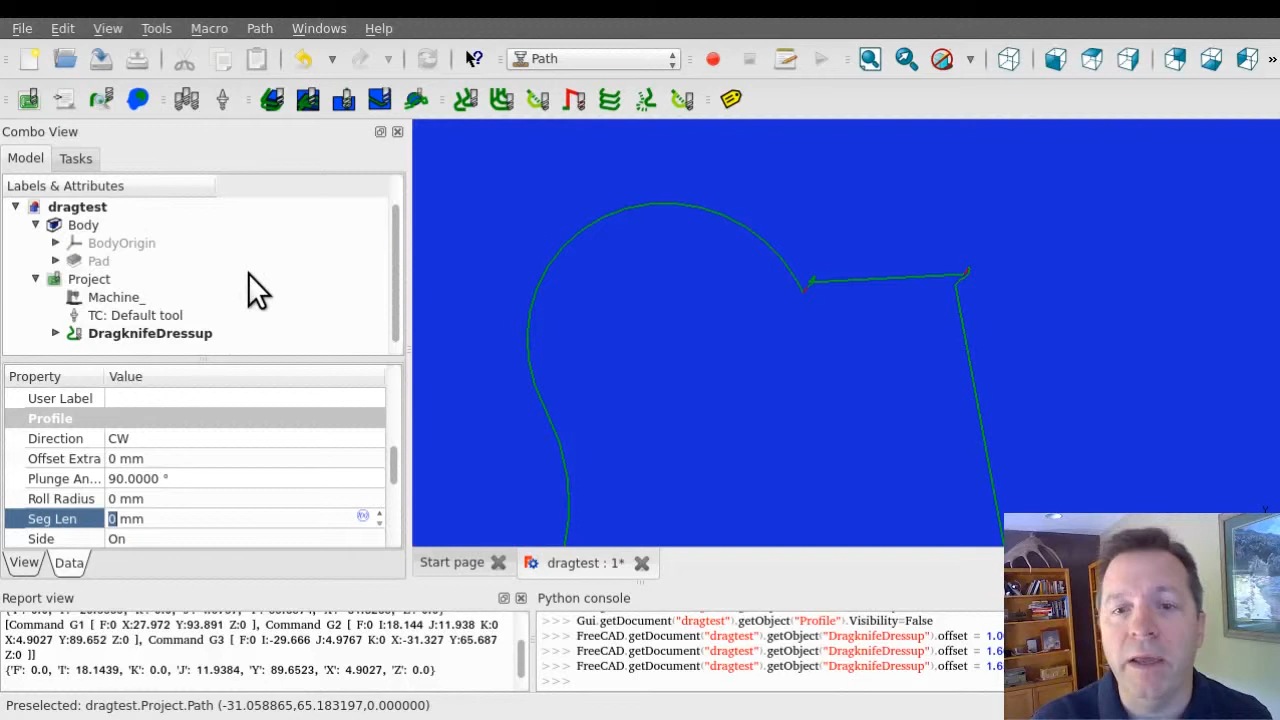 File Edit View Tools Macro Path Windows Help
Path
Combo View
Model Tasks
Labels & Attributes
dragtest
Body
BodyOrigin
Pad
Project
Machine_
TC: Default tool
DragknifeDressup
Property Value
User Label
Profile
Direction CW
Offset Extra 0 mm
Plunge An... 90.0000 °
Roll Radius 0 mm
Seg Len 0 mm
Side On
View Data
Start page dragtest : 1*
Report view
[Command G1 [ F:0 X:27.972 Y:93.891 Z:0 ], Command G2 [ F:0 I:18.144 J:11.938 K:0
X:4.9027 Y:89.652 Z:0 ], Command G3 [ F:0 I:-29.666 J:4.9767 X:-31.327 Y:65.687
Z:0 ]]
{'F': 0.0, 'I': 18.1439, 'K': 0.0, 'J': 11.9384, 'Y': 89.6523, 'X': 4.9027, 'Z': 0.0}
Python console
>>> Gui.getDocument("dragtest").getObject("Profile").Visibility=False
>>> FreeCAD.getDocument("dragtest").getObject("DragknifeDressup").offset = 1.0
>>> FreeCAD.getDocument("dragtest").getObject("DragknifeDressup").offset = 1.6
>>> FreeCAD.getDocument("dragtest").getObject("DragknifeDressup").offset = 1.6
>>>
Preselected: dragtest.Project.Path (-31.058865,65.183197,0.000000)